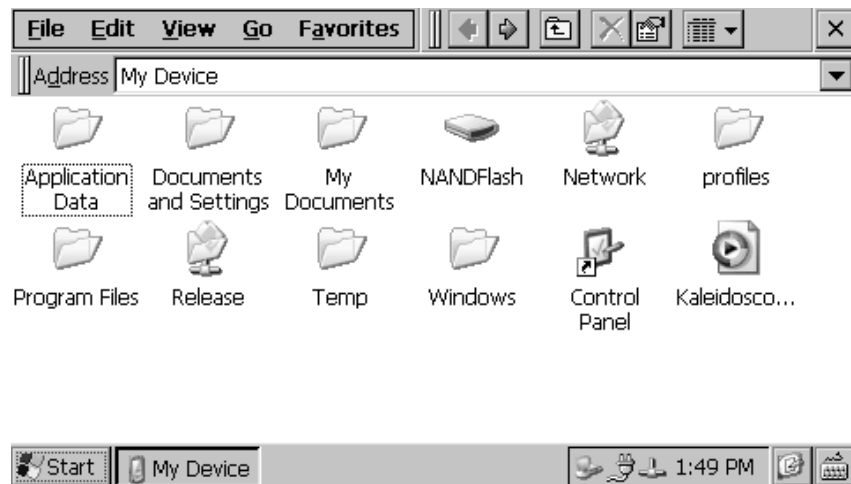 File Edit View Go Favorites
Address My Device
Application Data Documents and Settings My Documents NANDFlash Network profiles
Program Files Release Temp Windows Control Panel Kaleidosco...
Start My Device 1:49 PM